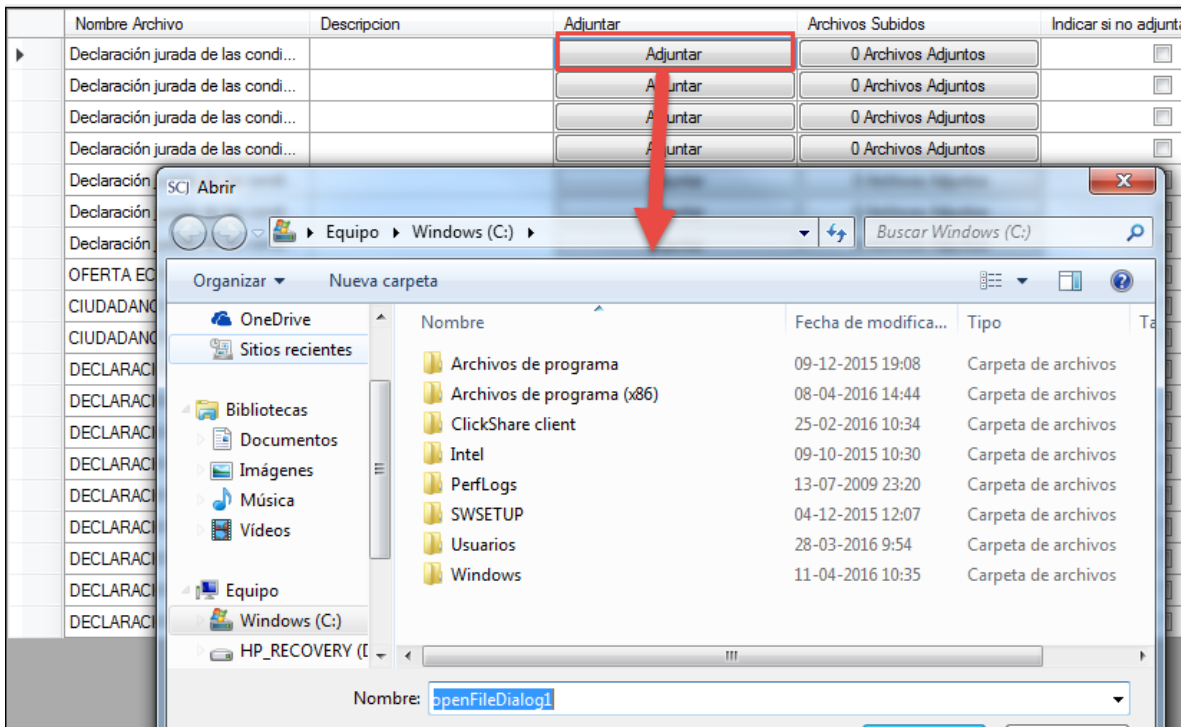 Nombre Archivo Descripcion Adjuntar Archivos Subidos Indicar si no adjunta
Declaración jurada de las condi... Adjuntar 0 Archivos Adjuntos
Declaración jurada de las condi... Adjuntar 0 Archivos Adjuntos
Declaración jurada de las condi... Adjuntar 0 Archivos Adjuntos
Declaración jurada de las condi... Adjuntar 0 Archivos Adjuntos
Declaración
Declaración
Declaración
OFERTA EC
CIUDADANO
CIUDADANO
DECLARACI
DECLARACI
DECLARACI
DECLARACI
DECLARACI
DECLARACI
DECLARACI
DECLARACI
DECLARACI
SCJ Abrir
Equipo Windows (C:) Buscar Windows (C:)
Organizar Nueva carpeta
OneDrive
Sitios recientes
Bibliotecas
Documentos
Imágenes
Música
Vídeos
Equipo
Windows (C:)
HP_RECOVERY (D
Nombre Fecha de modifica... Tipo Ta
Archivos de programa 09-12-2015 19:08 Carpeta de archivos
Archivos de programa (x86) 08-04-2016 14:44 Carpeta de archivos
ClickShare client 25-02-2016 10:34 Carpeta de archivos
Intel 09-10-2015 10:30 Carpeta de archivos
PerfLogs 13-07-2009 23:20 Carpeta de archivos
SWSETUP 04-12-2015 12:07 Carpeta de archivos
Usuarios 28-03-2016 9:54 Carpeta de archivos
Windows 11-04-2016 10:35 Carpeta de archivos
Nombre: openFileDialog1